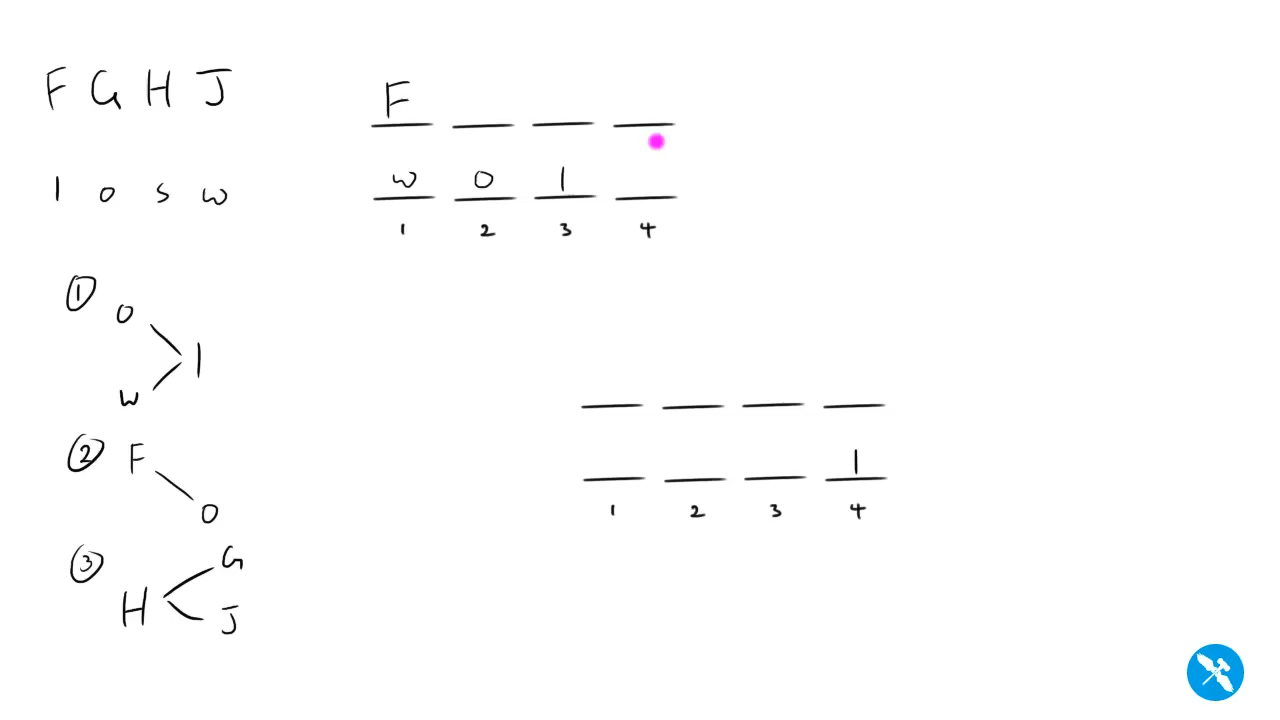 F G H J
F
l o s w
w o l
1 2 3 4
① o
l
w
② F
o
l
1 2 3 4
③ G
H
J